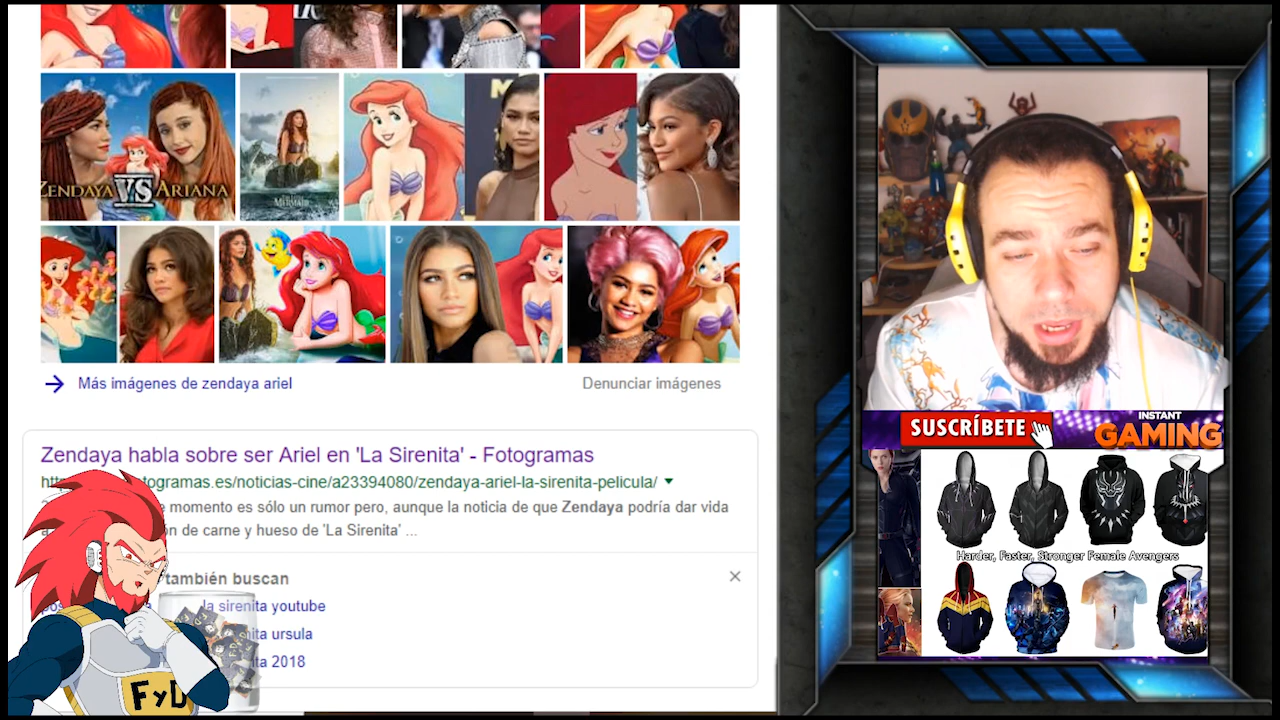 ZENDAYA VS ARIANA
MERMAID
Más imágenes de zendaya ariel
Denunciar imágenes
Zendaya habla sobre ser Ariel en 'La Sirenita' - Fotogramas
togramas.es/noticias-cine/a23394080/zendaya-ariel-la-sirenita-pelicula/
momento es sólo un rumor pero, aunque la noticia de que Zendaya podría dar vida
de carne y hueso de 'La Sirenita' ...
también buscan
la sirenita youtube
ursula
2018
FyD
SUSCRÍBETE
INSTANT
GAMING
Harder, Faster, Stronger Female Avengers